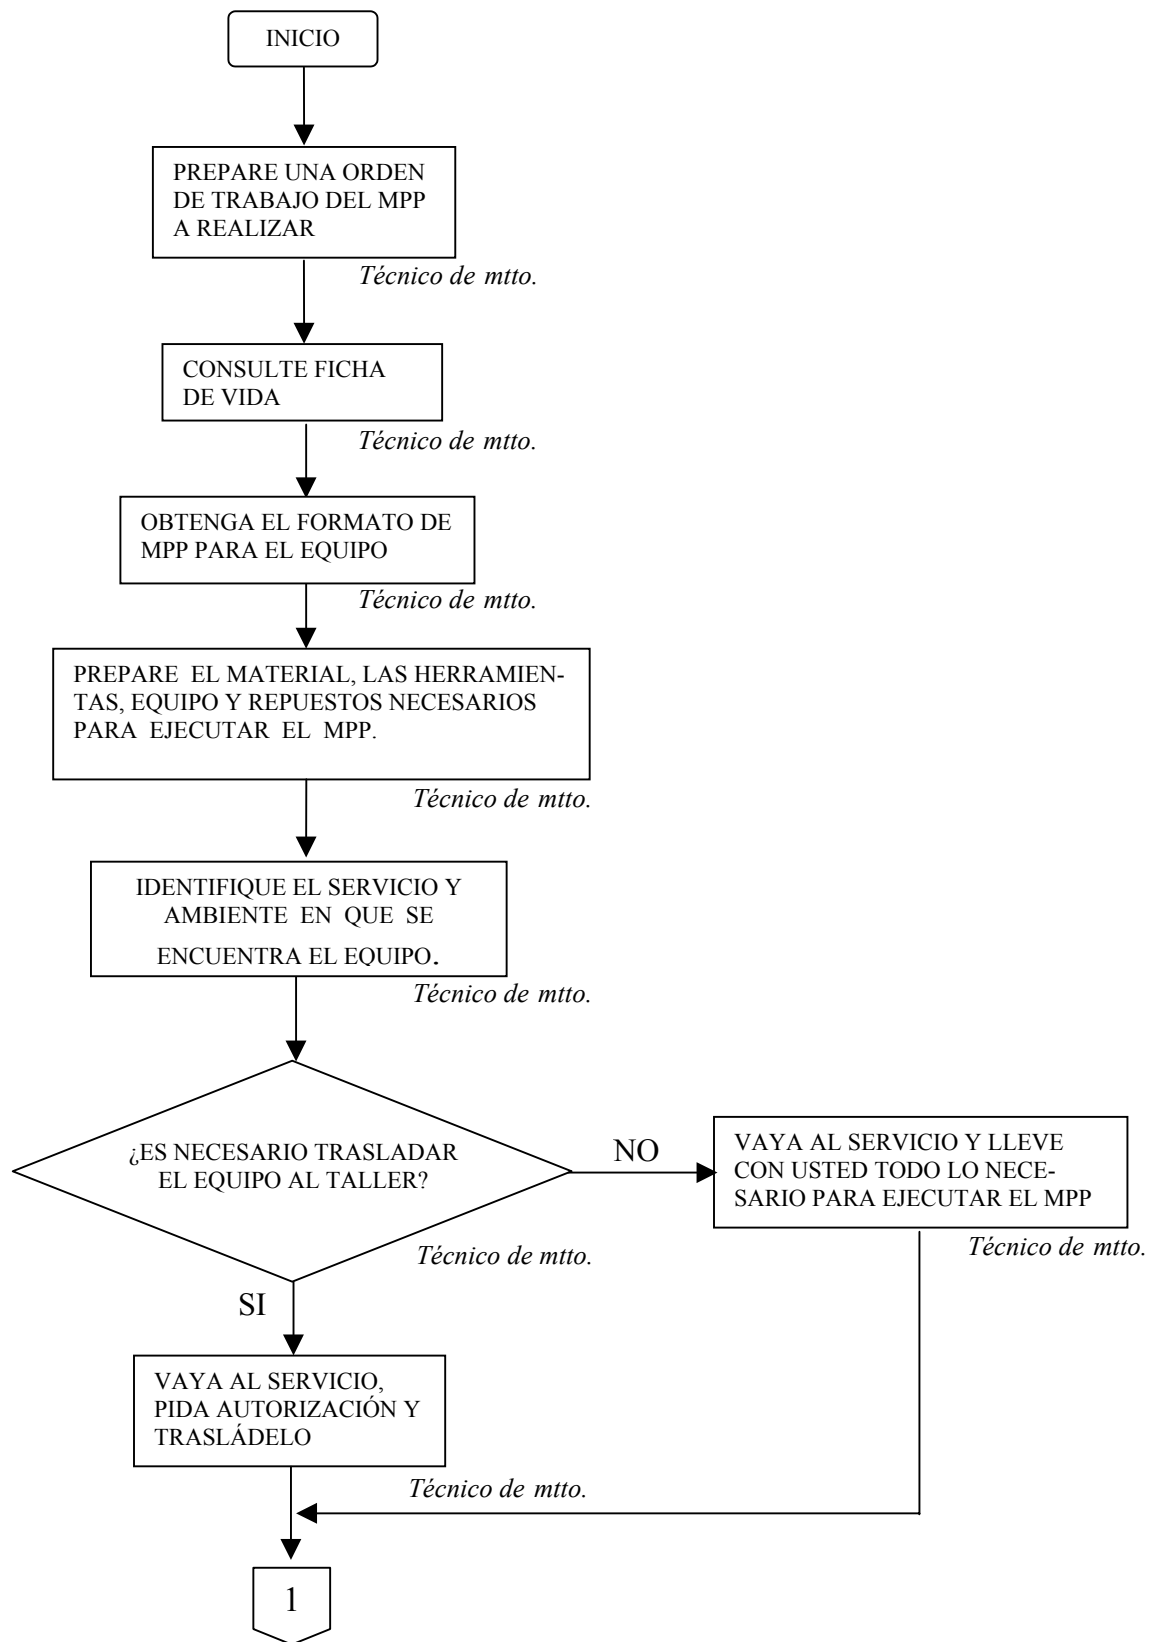 INICIO
PREPARE UNA ORDEN
DE TRABAJO DEL MPP
A REALIZAR
Técnico de mtto.
CONSULTE FICHA
DE VIDA
Técnico de mtto.
OBTENGA EL FORMATO DE
MPP PARA EL EQUIPO
Técnico de mtto.
PREPARE EL MATERIAL, LAS HERRAMIEN-
TAS, EQUIPO Y REPUESTOS NECESARIOS
PARA EJECUTAR EL MPP.
Técnico de mtto.
IDENTIFIQUE EL SERVICIO Y
AMBIENTE EN QUE SE
ENCUENTRA EL EQUIPO.
Técnico de mtto.
¿ES NECESARIO TRASLADAR
EL EQUIPO AL TALLER?
Técnico de mtto.
NO
VAYA AL SERVICIO Y LLEVE
CON USTED TODO LO NECE-
SARIO PARA EJECUTAR EL MPP
Técnico de mtto.
SI
VAYA AL SERVICIO,
PIDA AUTORIZACIÓN Y
TRASLÁDELO
Técnico de mtto.
1